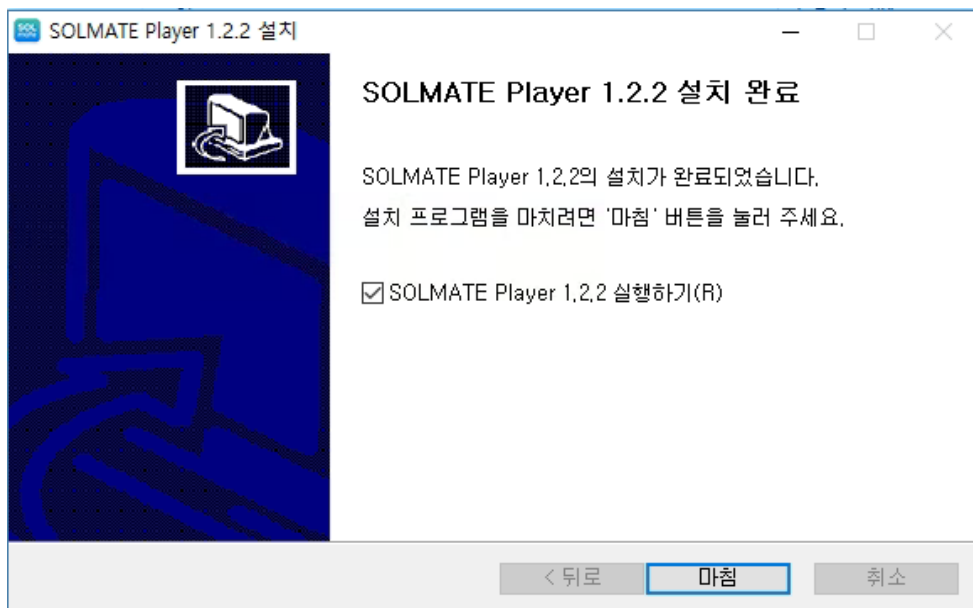 SOLMATE Player 1.2.2 설치
SOLMATE Player 1.2.2 설치 완료
SOLMATE Player 1.2.2의 설치가 완료되었습니다.
설치 프로그램을 마치려면 '마침' 버튼을 눌러 주세요.
SOLMATE Player 1.2.2 실행하기(R)
< 뒤로 마침 취소